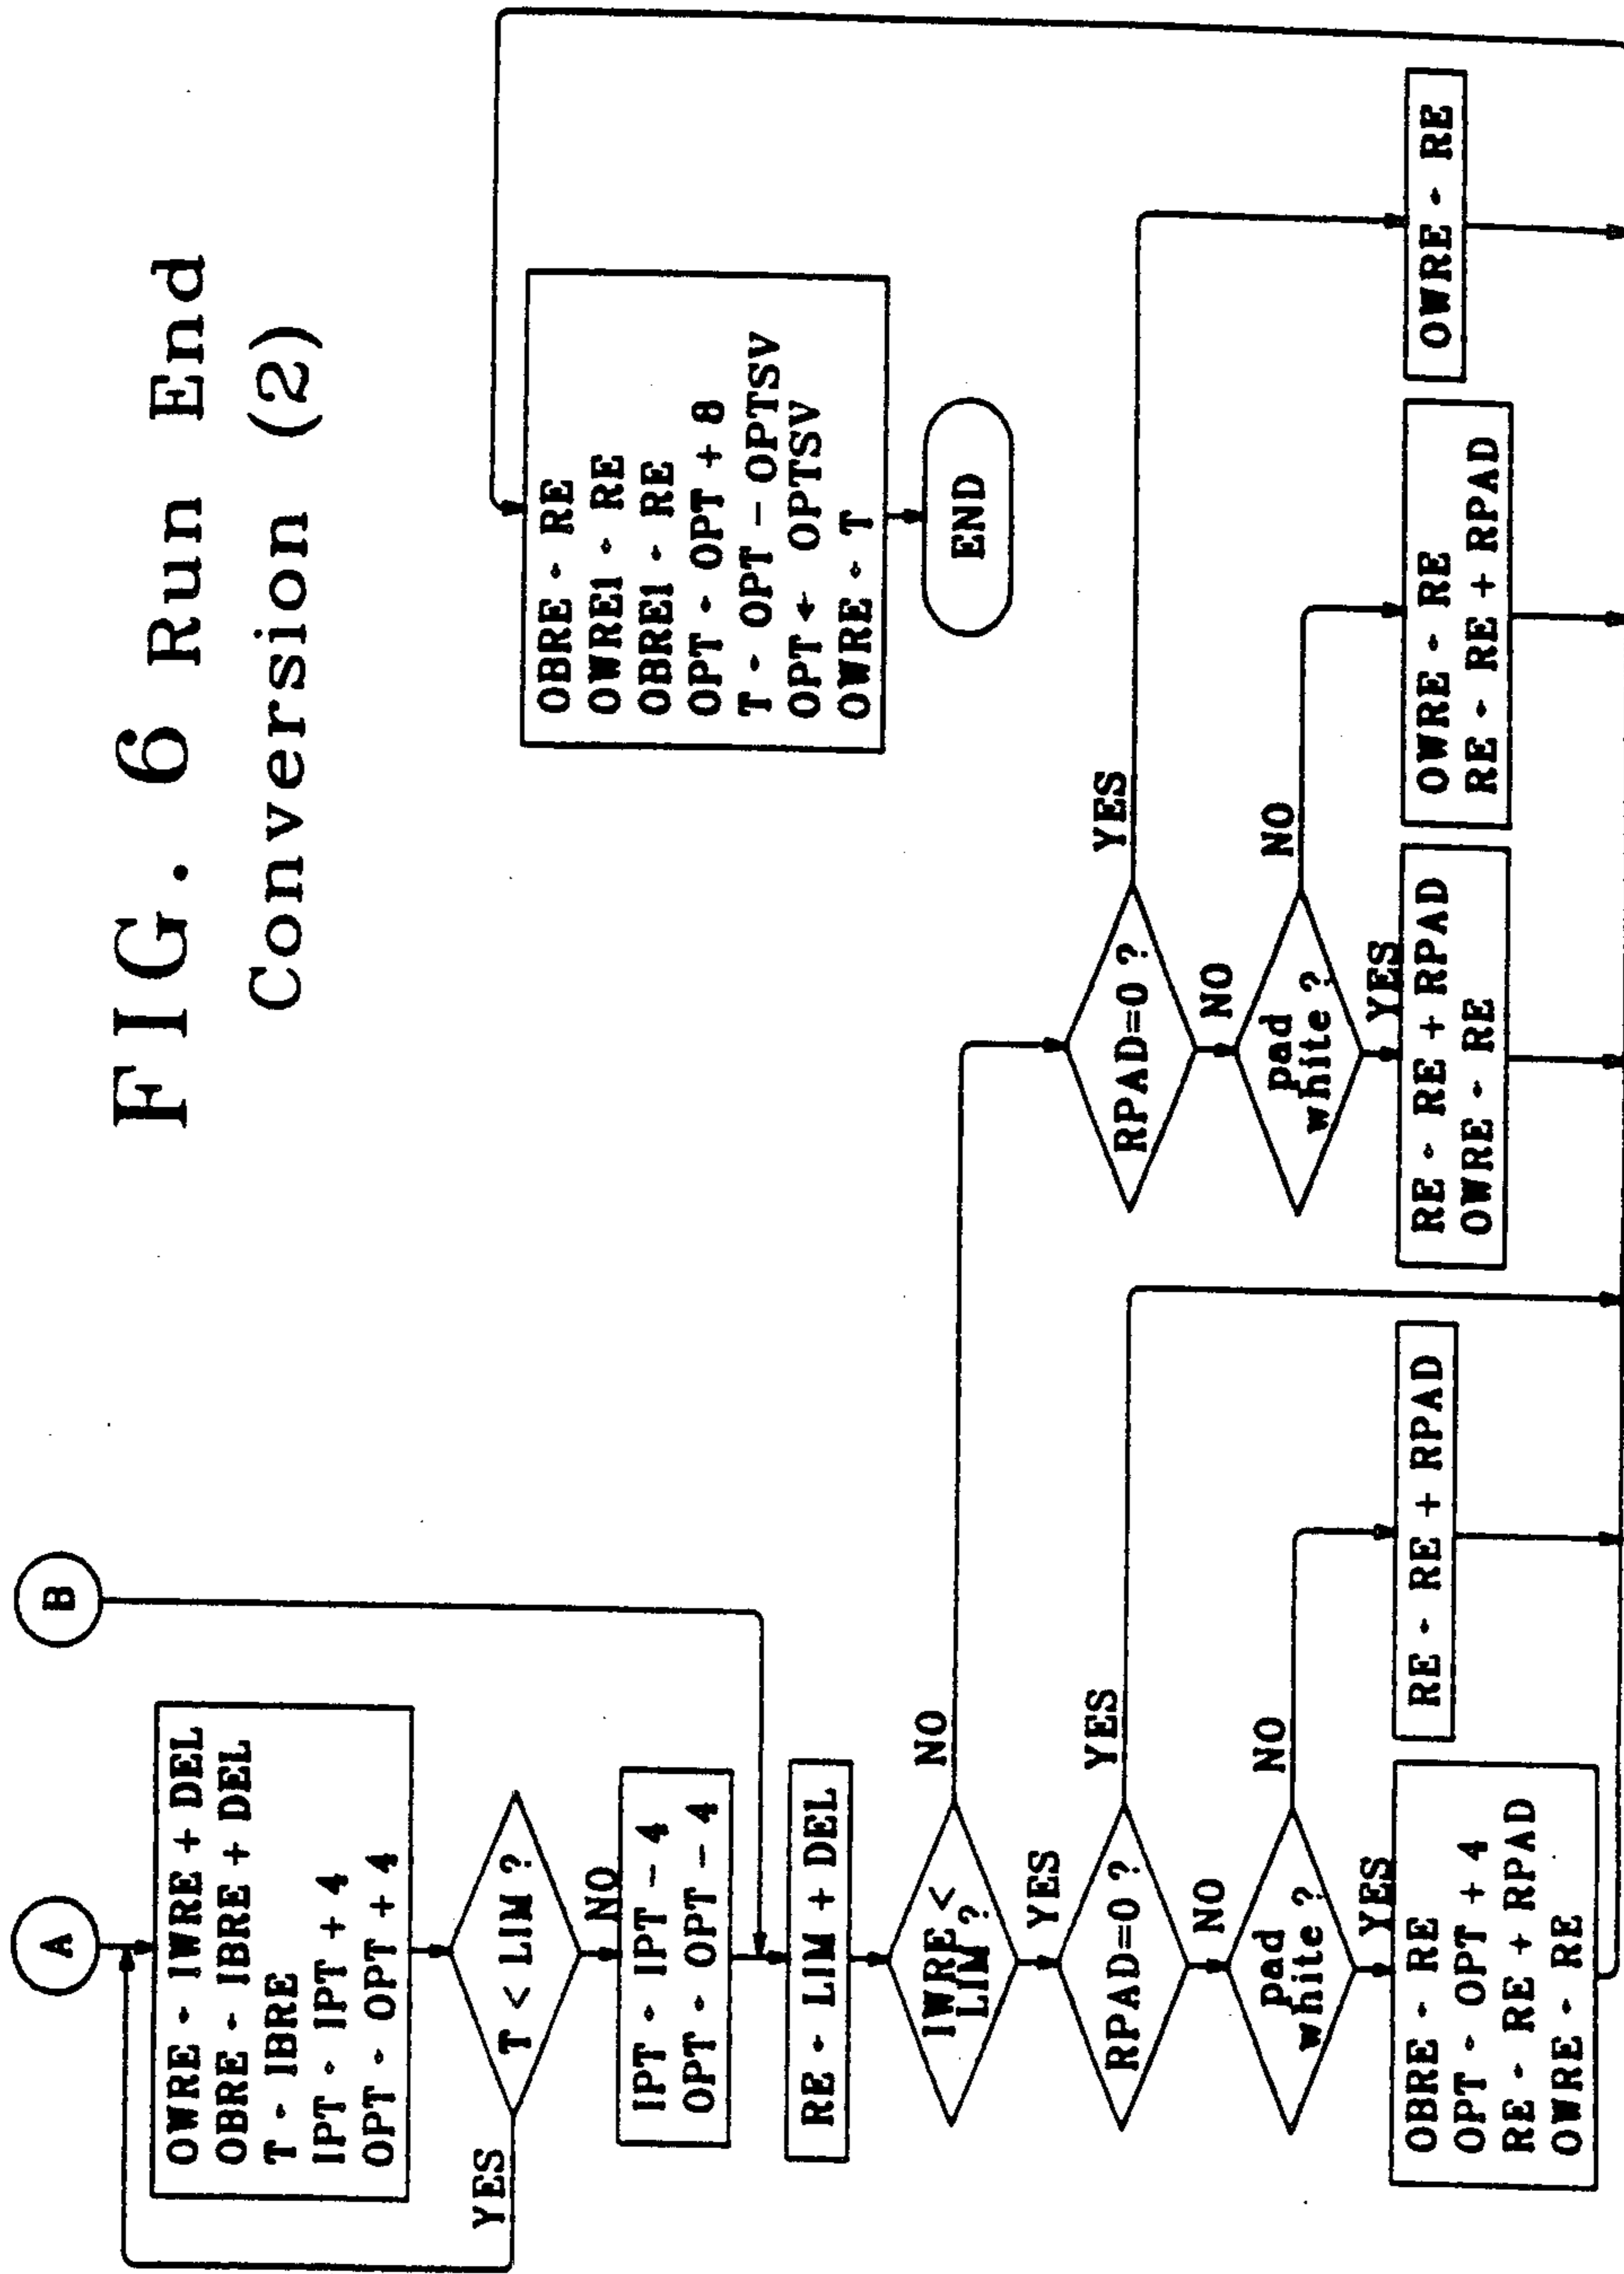 FIG. 6 Run End
Conversion (2)
A
B
OWRE ← IWRE + DEL
OBRE ← IBRE + DEL
T ← IBRE
IPT ← IPT + 4
OPT ← OPT + 4
T < LIM ?
YES
NO
IPT ← IPT - 4
OPT ← OPT - 4
RE ← LIM + DEL
IWRE <
LIM
?
NO
YES
RPAD=0 ?
YES
NO
pad
white ?
NO
YES
OBRE ← RE
OPT ← OPT + 4
RE ← RE + RPAD
OWRE ← RE
RE ← RE + RPAD
RPAD=0 ?
YES
NO
pad
white ?
NO
YES
RE ← RE + RPAD
OWRE ← RE
OWRE ← RE
RE ← RE + RPAD
OWRE ← RE
OBRE ← RE
OWRE1 ← RE
OBRE1 ← RE
OPT ← OPT + 8
T ← OPT - OPTSV
OPT ← OPTSV
OWRE ← T
END